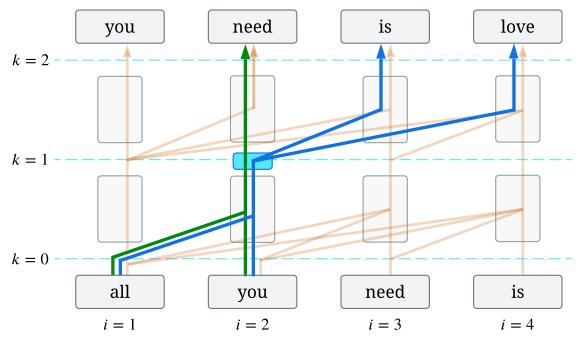 you need is love
k = 2
k = 1
k = 0
all you need is
i = 1 i = 2 i = 3 i = 4